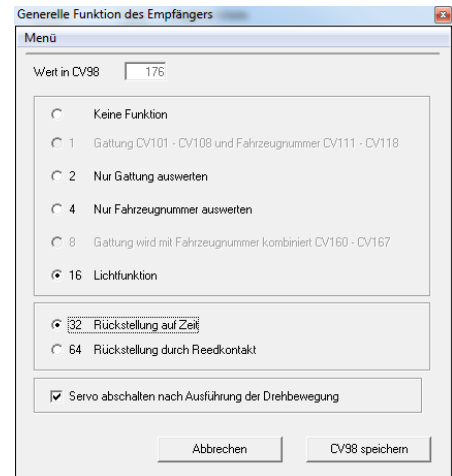 Generelle Funktion des Empfängers
Menü
Wert in CV98 176
Keine Funktion
1 Gattung CV101 - CV108 und Fahrzeugnummer CV111 - CV118
2 Nur Gattung auswerten
4 Nur Fahrzeugnummer auswerten
8 Gattung wird mit Fahrzeugnummer kombiniert CV160 - CV167
16 Lichtfunktion
32 Rückstellung auf Zeit
64 Rückstellung durch Reedkontakt
Servo abschalten nach Ausführung der Drehbewegung
Abbrechen CV98 speichern